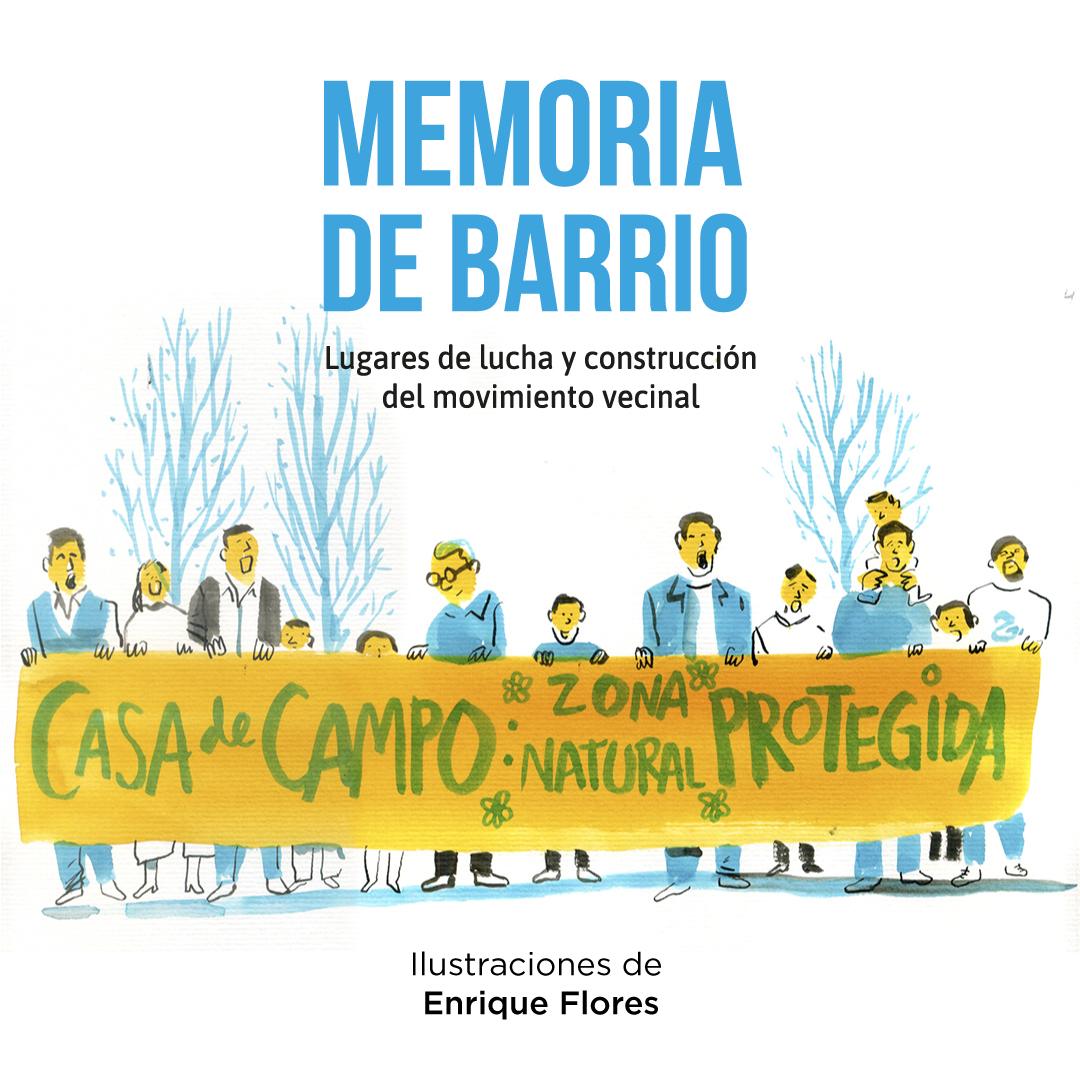 MEMORIA
DE BARRIO
Lugares de lucha y construcción
del movimiento vecinal
CASA de CAMPO: ZONA
NATURAL PROTEGIDA
Ilustraciones de
Enrique Flores